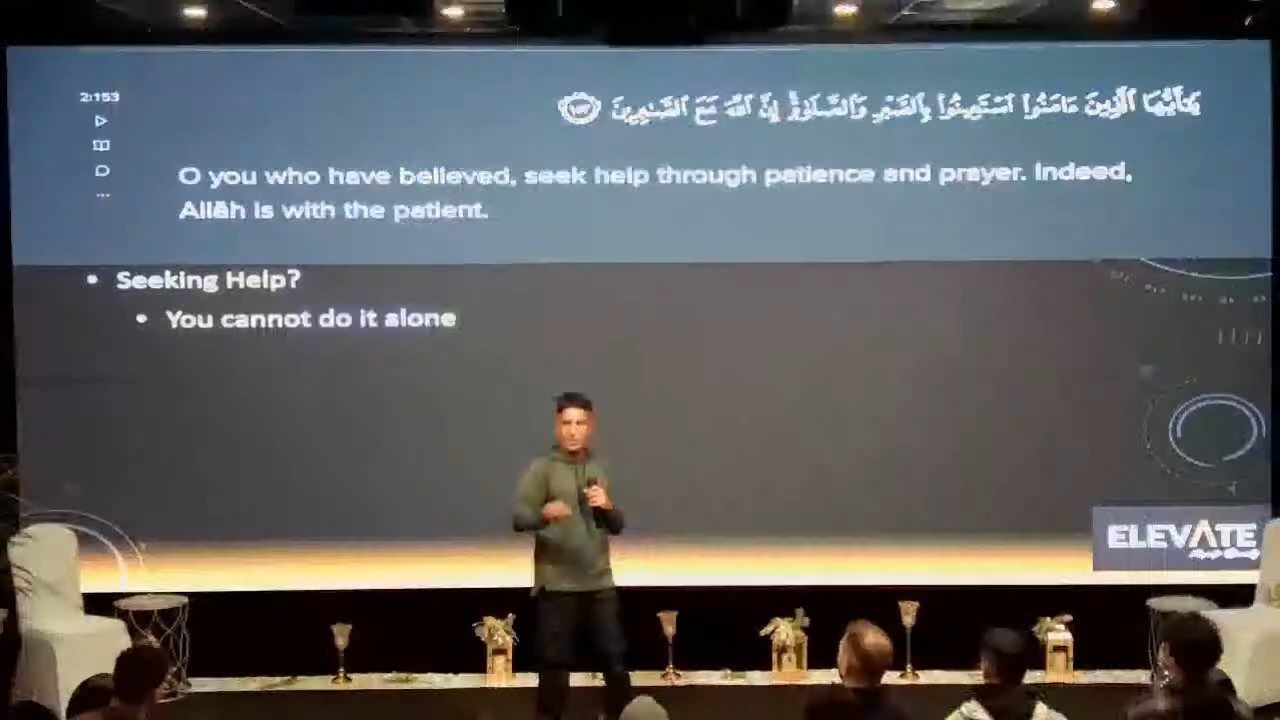 2:153
يَٰٓأَيُّهَا ٱلَّذِينَ ءَامَنُوا۟ ٱسْتَعِينُوا۟ بِٱلصَّبْرِ وَٱلصَّلَوٰةِ ۚ إِنَّ ٱللَّهَ مَعَ ٱلصَّٰبِرِينَ ١٥٣
O you who have believed, seek help through patience and prayer. Indeed,
Allāh is with the patient.
• Seeking Help?
• You cannot do it alone
ELEVATE